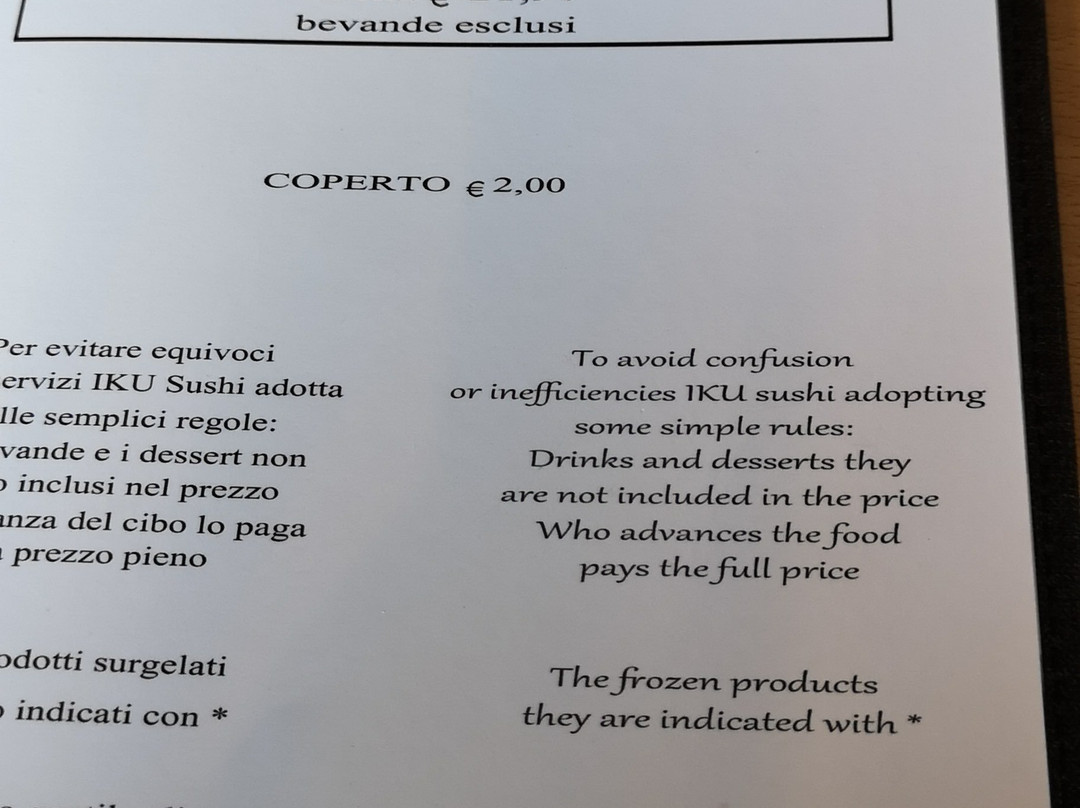 bevande esclusi
COPERTO € 2,00
Per evitare equivoci
ervizi IKU Sushi adotta
lle semplici regole:
vande e i dessert non
o inclusi nel prezzo
anza del cibo lo paga
prezzo pieno
odotti surgelati
o indicati con *
To avoid confusion
or inefficiencies IKU sushi adopting
some simple rules:
Drinks and desserts they
are not included in the price
Who advances the food
pays the full price
The frozen products
they are indicated with *